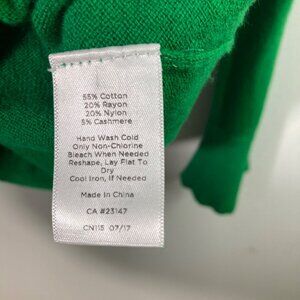 55% Cotton
20% Rayon
20% Nylon
5% Cashmere
Hand Wash Cold
Only Non-Chlorine
Bleach When Needed
Reshape, Lay Flat To
Dry
Cool Iron, If Needed
Made in China
CA #23147
CN115 07/17